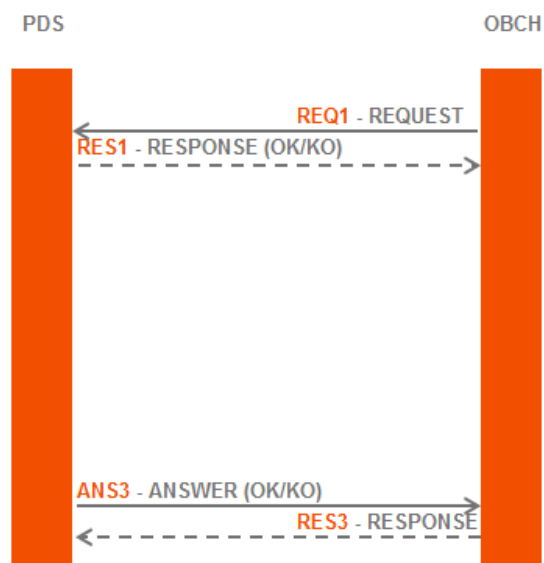 PDS OBCH
REQ1 - REQUEST
RES1 - RESPONSE (OK/KO)
ANS3 - ANSWER (OK/KO)
RES3 - RESPONSE